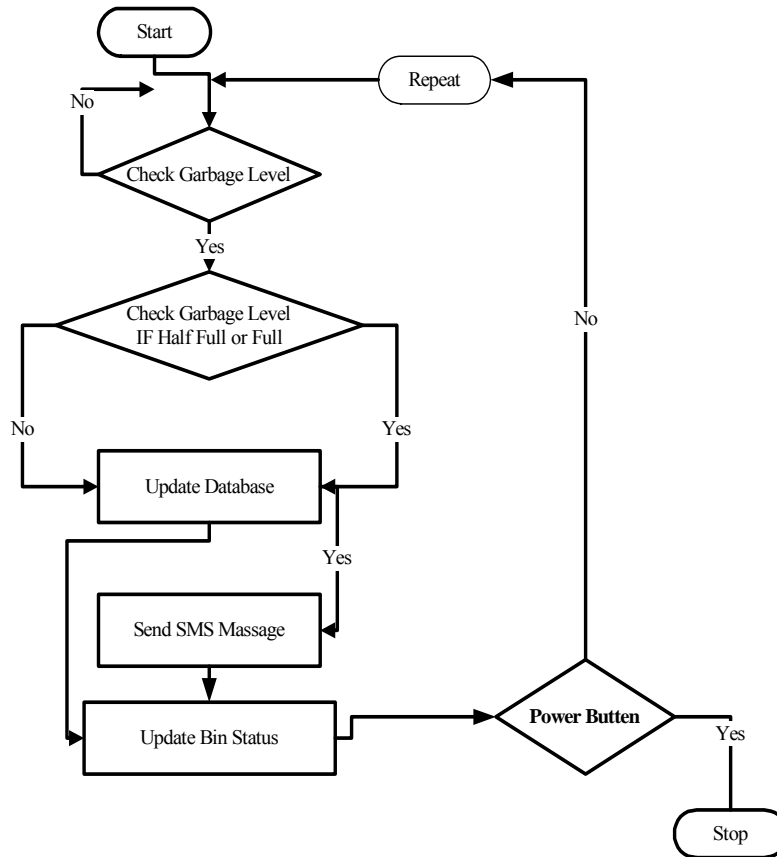 Start
Repeat
No
Check Garbage Level
Yes
Check Garbage Level
IF Half Full or Full
No
No
Yes
Update Database
Yes
Send SMS Massage
Power Butten
Update Bin Status
Yes
Stop